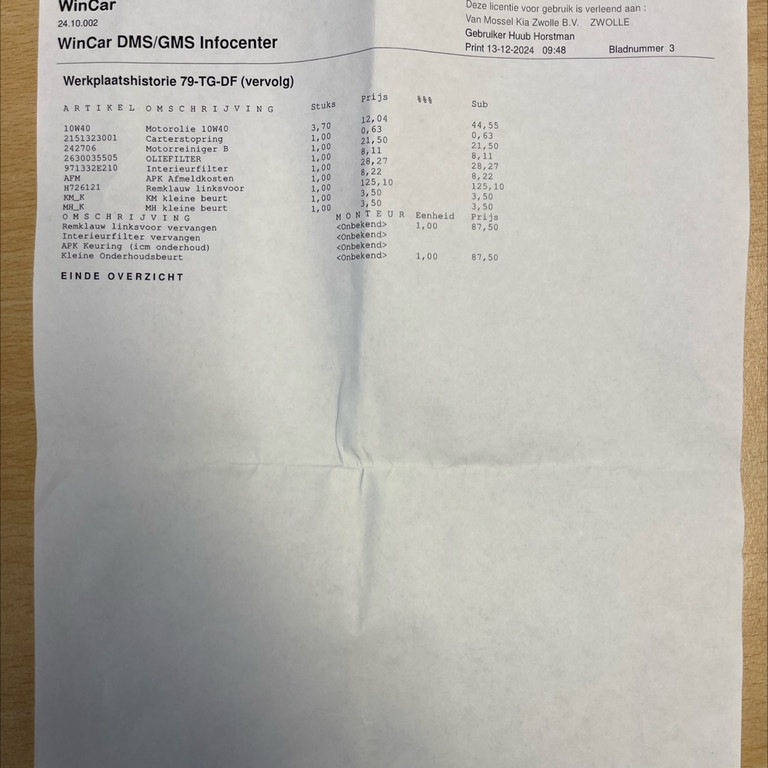 WinCar
24.10.002
WinCar DMS/GMS Infocenter
Deze licentie voor gebruik is verleend aan :
Van Mossel Kia Zwolle B.V. ZWOLLE
Gebruiker Huub Horstman
Print 13-12-2024 09:48 Bladnummer 3
Werkplaatshistorie 79-TG-DF (vervolg)
ARTIKEL OMSCHRIJVING Stuks Prijs %%% Sub
10W40 Motorolie 10W40 3,70 12,04 44,55
2151323001 Carterstopring 1,00 0,63 0,63
242706 Motorreiniger B 1,00 21,50 21,50
2630035505 OLIEFILTER 1,00 8,11 8,11
971332E210 Interieurfilter 1,00 28,27 28,27
AFM APK Afmeldkosten 1,00 8,22 8,22
H726121 Remklauw linksvoor 1,00 125,10 125,10
KM_K KM kleine beurt 1,00 3,50 3,50
MH_K MH kleine beurt 1,00 3,50 3,50
OMSCHRIJVING MONTEUR Eenheid Prijs
Remklauw linksvoor vervangen <Onbekend> 1,00 87,50
Interieurfilter vervangen <Onbekend>
APK Keuring (icm onderhoud) <Onbekend>
Kleine Onderhoudsbeurt <Onbekend> 1,00 87,50
EINDE OVERZICHT